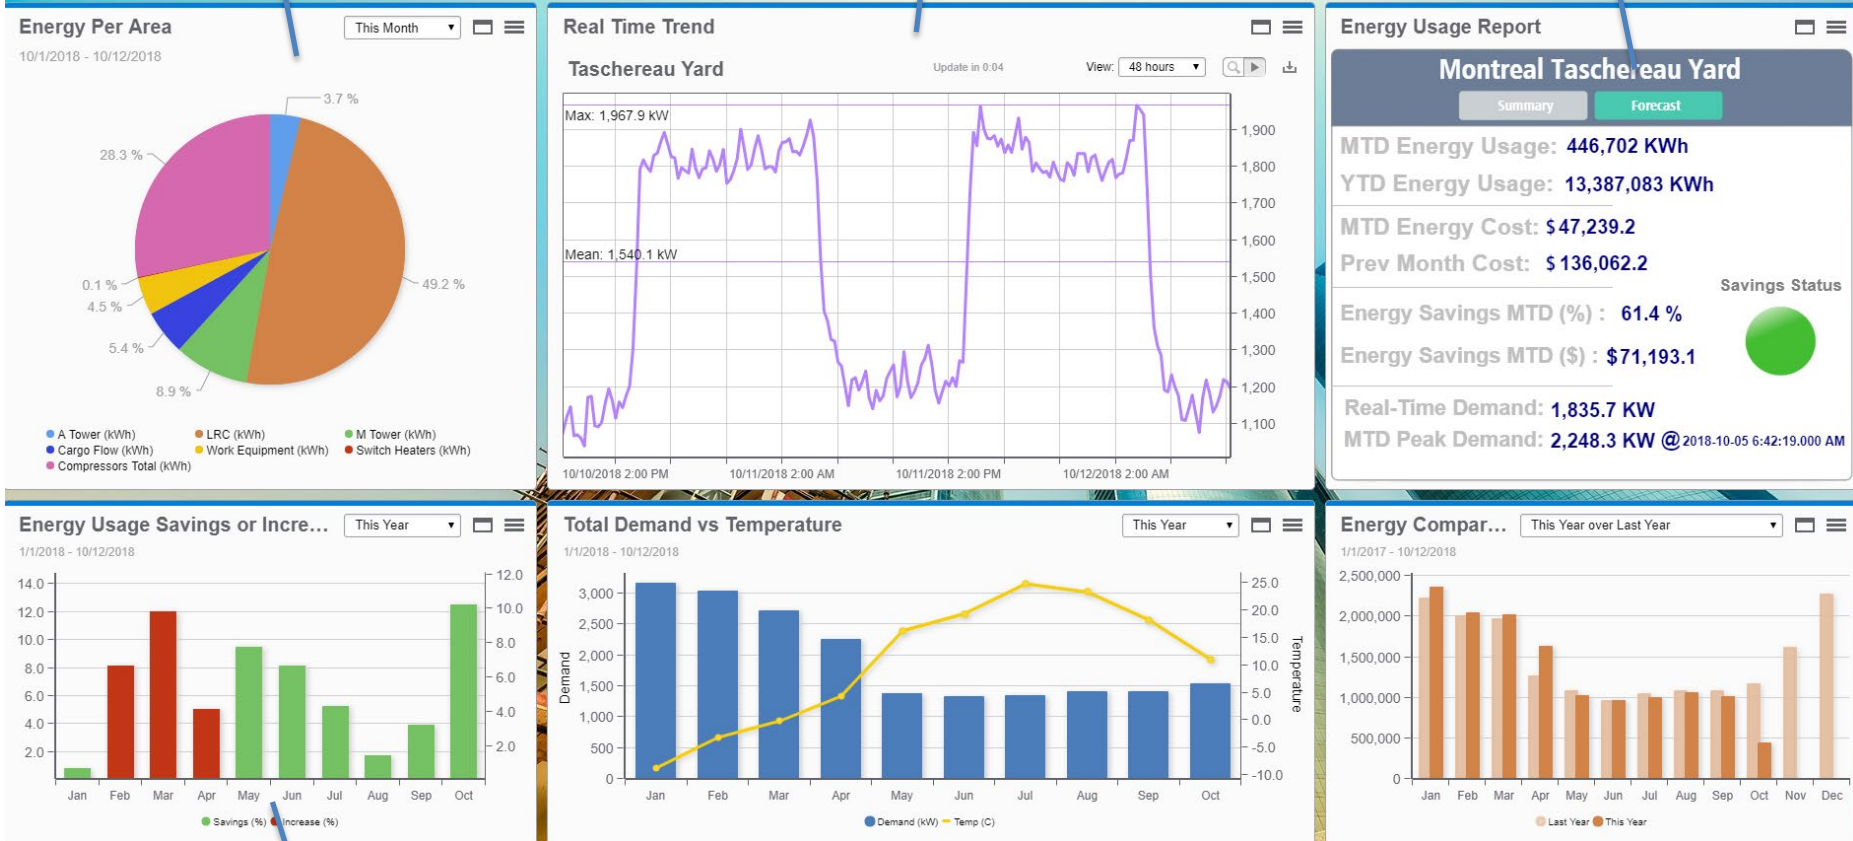 Energy Per Area
This Month
10/1/2018 - 10/12/2018
3.7 %
28.3 %
0.1 %
4.5 %
5.4 %
8.9 %
49.2 %
A Tower (kWh) LRC (kWh) M Tower (kWh)
Cargo Flow (kWh) Work Equipment (kWh) Switch Heaters (kWh)
Compressors Total (kWh)
Real Time Trend
Taschereau Yard
Update in 0:04
View: 48 hours
Max: 1,967.9 kW
Mean: 1,540.1 kW
1,900
1,800
1,700
1,600
1,500
1,400
1,300
1,200
1,100
10/10/2018 2:00 PM 10/11/2018 2:00 AM 10/11/2018 2:00 PM 10/12/2018 2:00 AM
Energy Usage Report
Montreal Taschereau Yard
Summary Forecast
MTD Energy Usage: 446,702 KWh
YTD Energy Usage: 13,387,083 KWh
MTD Energy Cost: $ 47,239.2
Prev Month Cost: $ 136,062.2
Savings Status
Energy Savings MTD (%) : 61.4 %
Energy Savings MTD ($) : $71,193.1
Real-Time Demand: 1,835.7 KW
MTD Peak Demand: 2,248.3 KW @ 2018-10-05 6:42:19.000 AM
Energy Usage Savings or Incre...
This Year
1/1/2018 - 10/12/2018
14.0
12.0
10.0
8.0
6.0
4.0
2.0
12.0
10.0
8.0
6.0
4.0
2.0
Jan Feb Mar Apr May Jun Jul Aug Sep Oct
Savings (%) Increase (%)
Total Demand vs Temperature
This Year
1/1/2018 - 10/12/2018
Demand
3,000
2,500
2,000
1,500
1,000
500
0
25.0
20.0
15.0
10.0
5.0
0.0
-5.0
-10.0
Temperature
Jan Feb Mar Apr May Jun Jul Aug Sep Oct
Demand (kW) Temp (C)
Energy Compar...
This Year over Last Year
1/1/2017 - 10/12/2018
2,500,000
2,000,000
1,500,000
1,000,000
500,000
0
Jan Feb Mar Apr May Jun Jul Aug Sep Oct Nov Dec
Last Year This Year